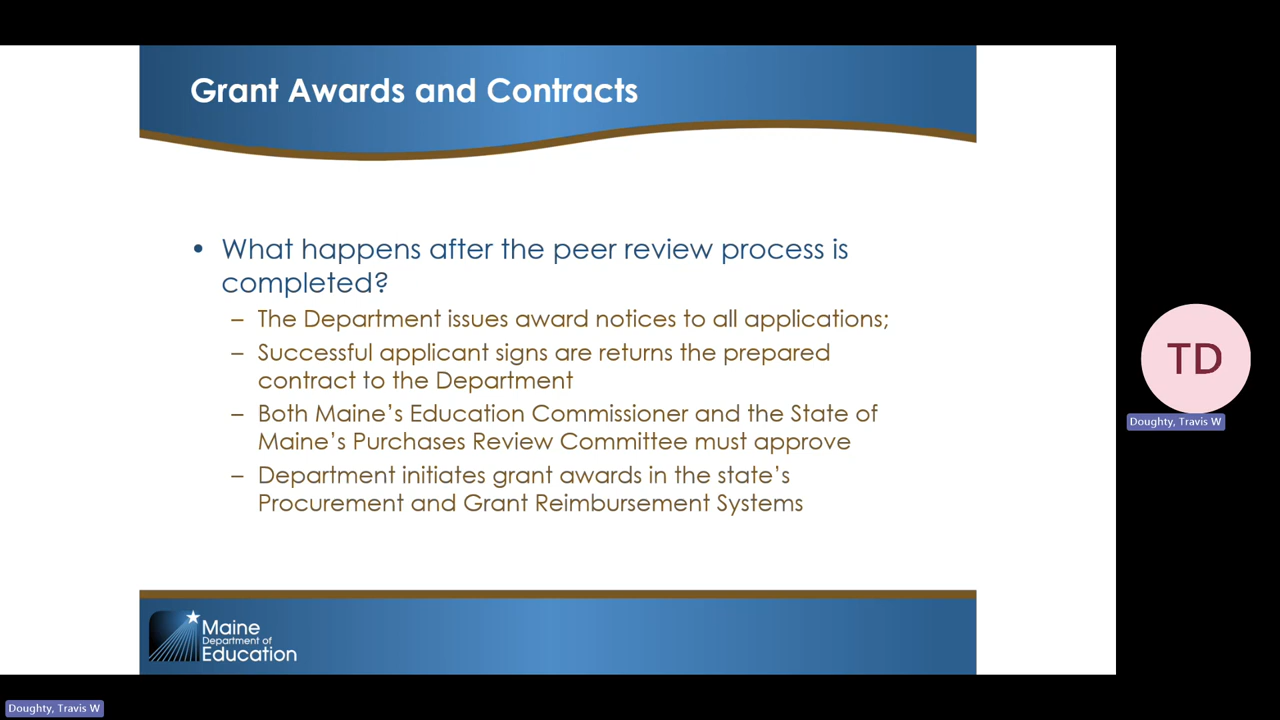 Grant Awards and Contracts
• What happens after the peer review process is
completed?
– The Department issues award notices to all applications;
– Successful applicant signs are returns the prepared
contract to the Department
– Both Maine’s Education Commissioner and the State of
Maine’s Purchases Review Committee must approve
– Department initiates grant awards in the state’s
Procurement and Grant Reimbursement Systems
TD
Doughty, Travis W
Maine
Department of
Education
Doughty, Travis W